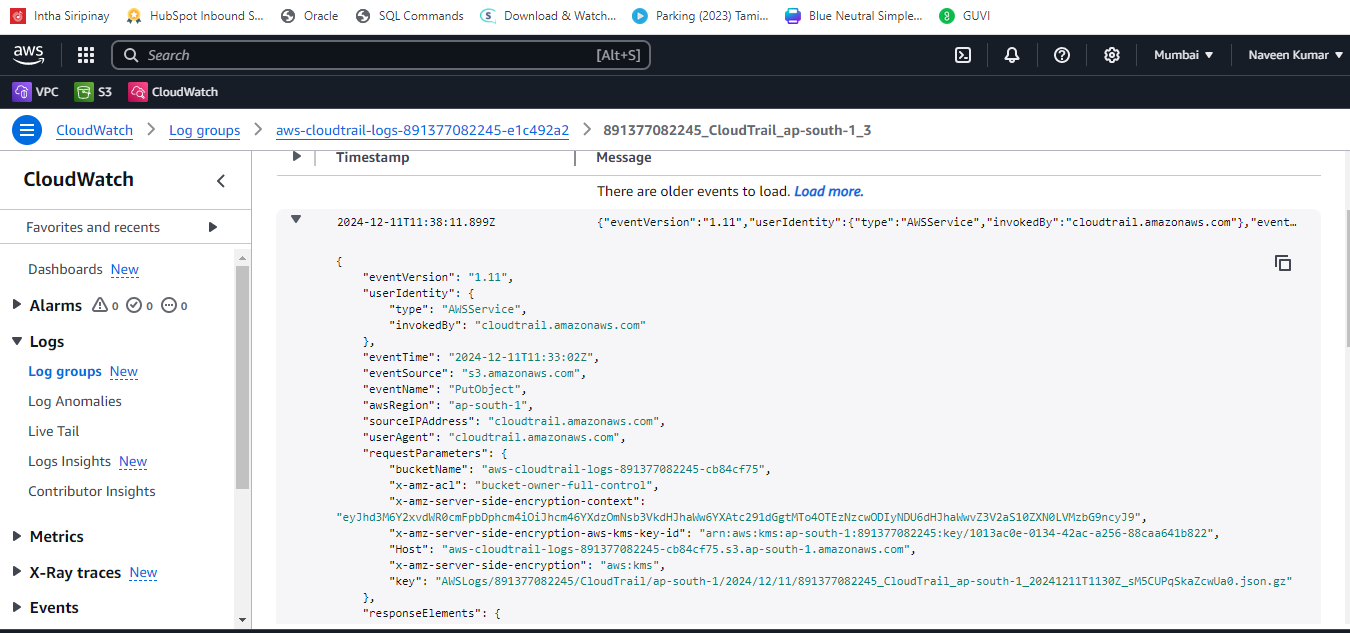 Intha Siripinay
HubSpot Inbound S...
Oracle
SQL Commands
Download & Watch...
Parking (2023) Tami...
Blue Neutral Simple...
GUVI
aws
Search
[Alt+S]
Mumbai
Naveen Kumar
VPC
S3
CloudWatch
CloudWatch
Log groups
aws-cloudtrail-logs-891377082245-e1c492a2
891377082245_CloudTrail_ap-south-1_3
CloudWatch
Favorites and recents
Dashboards New
Alarms 0 0 0
Logs
Log groups New
Log Anomalies
Live Tail
Logs Insights New
Contributor Insights
Metrics
X-Ray traces New
Events
Timestamp
Message
There are older events to load. Load more.
2024-12-11T11:38:11.899Z
{"eventVersion":"1.11","userIdentity":{"type":"AWSService","invokedBy":"cloudtrail.amazonaws.com"},"event…
{
"eventVersion": "1.11",
"userIdentity": {
"type": "AWSService",
"invokedBy": "cloudtrail.amazonaws.com"
},
"eventTime": "2024-12-11T11:33:02Z",
"eventSource": "s3.amazonaws.com",
"eventName": "PutObject",
"awsRegion": "ap-south-1",
"sourceIPAddress": "cloudtrail.amazonaws.com",
"userAgent": "cloudtrail.amazonaws.com",
"requestParameters": {
"bucketName": "aws-cloudtrail-logs-891377082245-cb84cf75",
"x-amz-acl": "bucket-owner-full-control",
"x-amz-server-side-encryption-context":
"x-amz-server-side-encryption-aws-kms-key-id": "arn:aws:kms:ap-south-1:891377082245:key/1013ac0e-0134-42ac-a256-88caa641b822",
"Host": "aws-cloudtrail-logs-891377082245-cb84cf75.s3.ap-south-1.amazonaws.com",
"x-amz-server-side-encryption": "aws:kms",
"key": "AWSLogs/891377082245/CloudTrail/ap-south-1/2024/12/11/891377082245_CloudTrail_ap-south-1_20241211T1130Z_sM5CUPqSkaZcwUa0.json.gz"
},
"responseElements": {